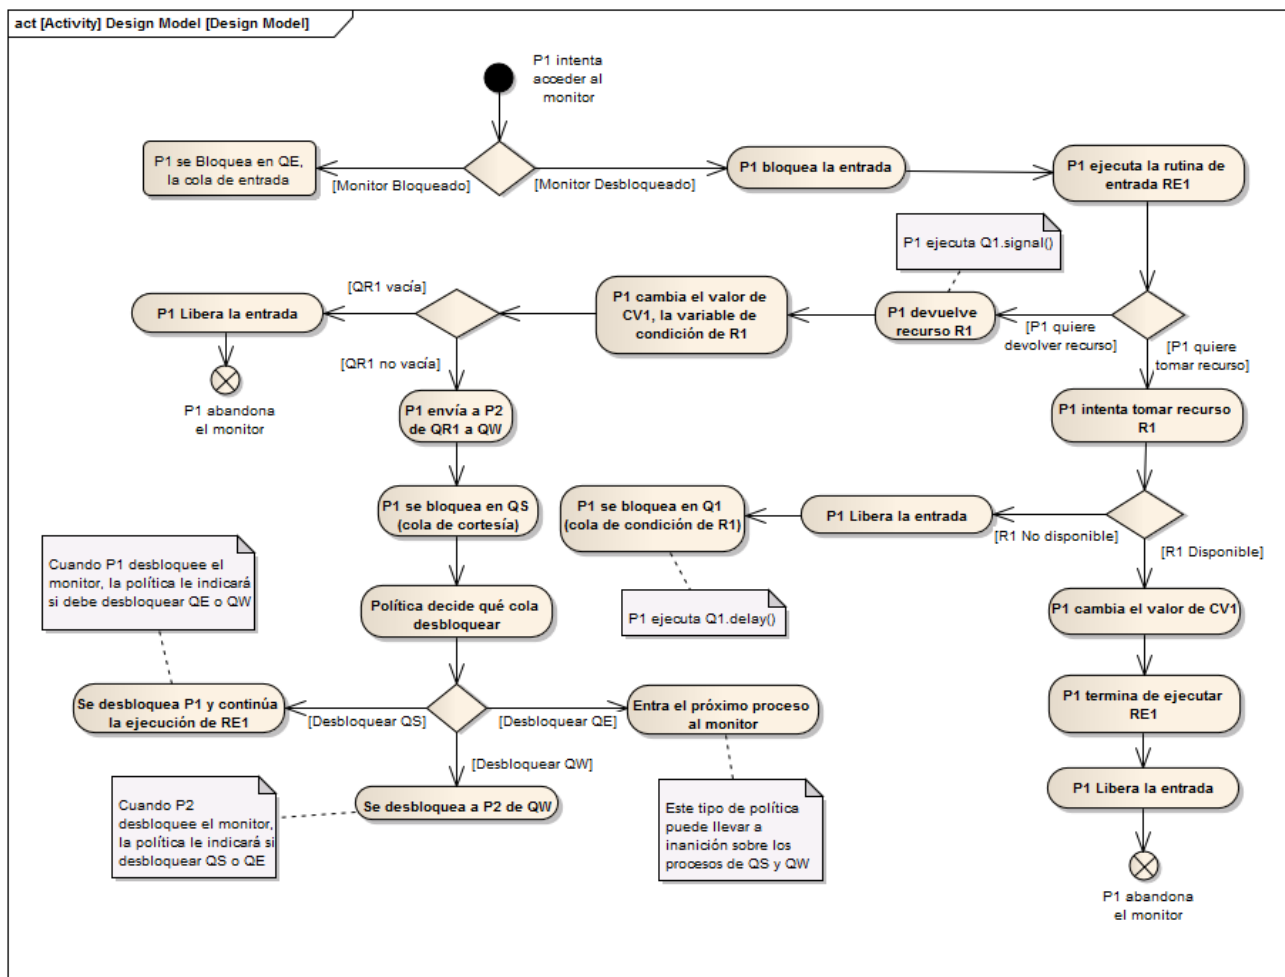 act [Activity] Design Model [Design Model]
P1 intenta
acceder al
monitor
P1 se Bloquea en QE,
la cola de entrada
[Monitor Bloqueado]
[Monitor Desbloqueado]
P1 bloquea la entrada
P1 ejecuta la rutina de
entrada RE1
P1 ejecuta Q1.signal()
[QR1 vacía]
P1 Libera la entrada
P1 cambia el valor de
CV1, la variable de
condición de R1
P1 devuelve
recurso R1
[P1 quiere
devolver recurso]
[P1 quiere
tomar recurso]
[QR1 no vacía]
P1 abandona
el monitor
P1 envía a P2
de QR1 a QW
P1 intenta tomar recurso
R1
P1 se bloquea en QS
(cola de cortesía)
P1 se bloquea en Q1
(cola de condición de R1)
P1 Libera la entrada
[R1 No disponible]
[R1 Disponible]
Cuando P1 desbloquee el
monitor, la política le indicará
si debe desbloquear QE o QW
Política decide qué cola
desbloquear
P1 ejecuta Q1.delay()
P1 cambia el valor de CV1
Se desbloquea P1 y continúa
la ejecución de RE1
[Desbloquear QS]
[Desbloquear QE]
Entra el próximo proceso
al monitor
P1 termina de ejecutar
RE1
[Desbloquear QW]
Cuando P2
desbloquee el monitor,
la política le indicará si
desbloquear QS o QE
Se desbloquea a P2 de QW
Este tipo de política
puede llevar a
inanición sobre los
procesos de QS y QW
P1 Libera la entrada
P1 abandona
el monitor